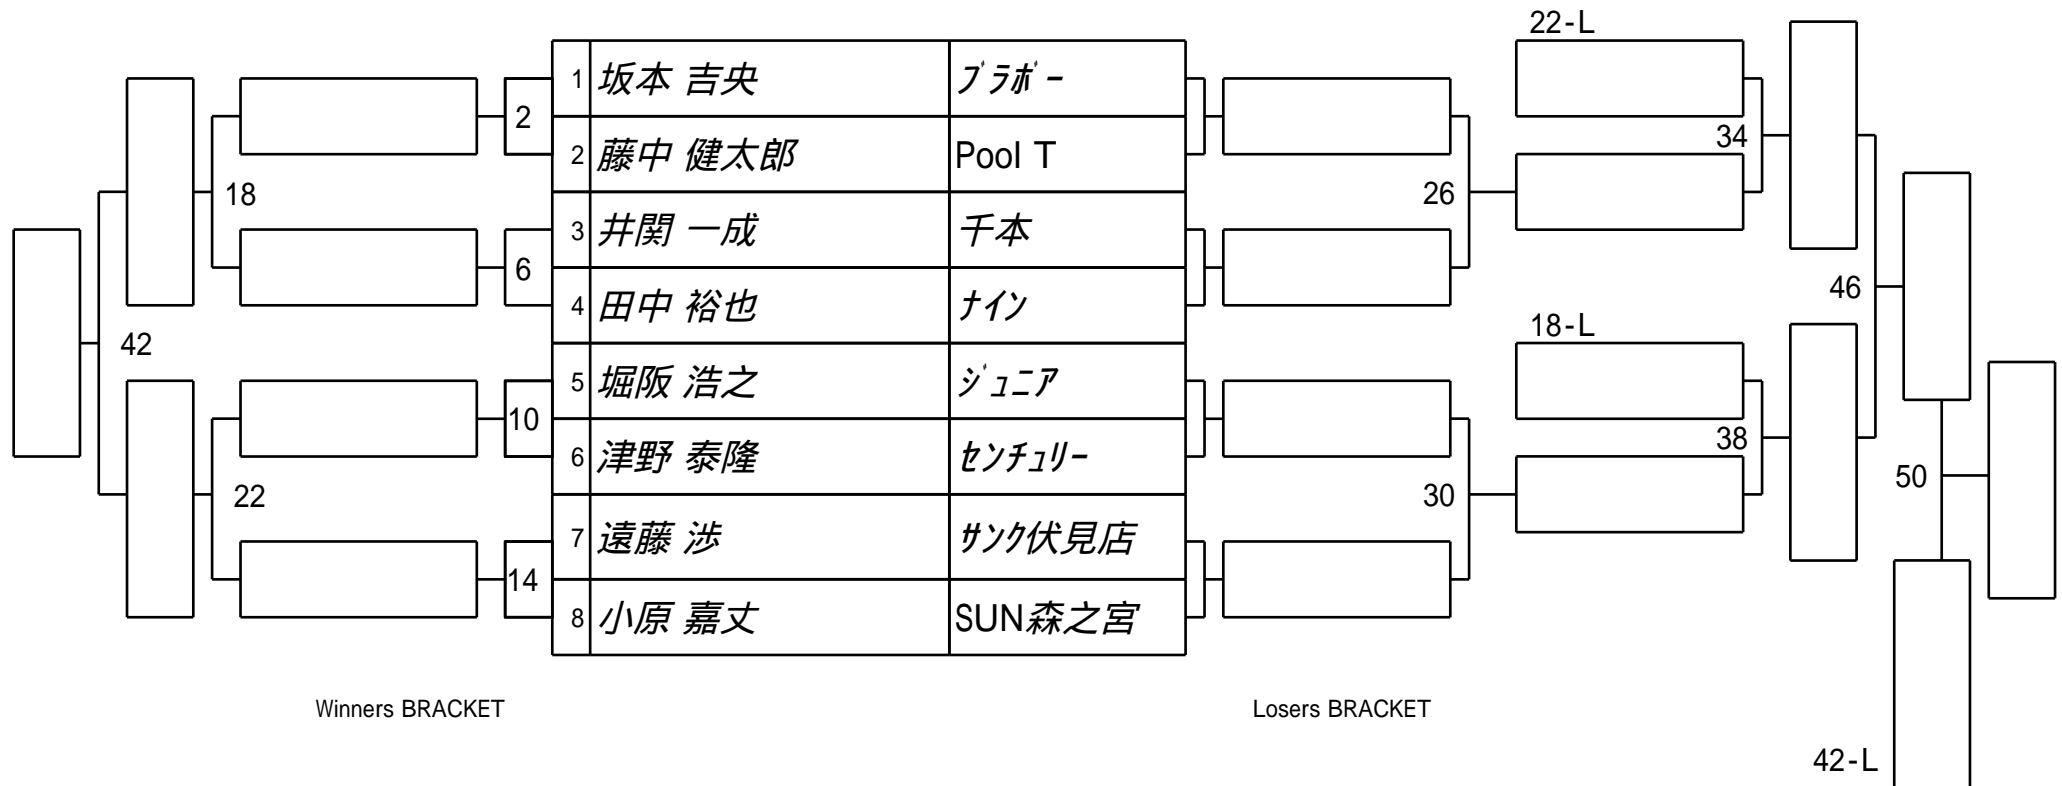 22-L
1 坂本 吉央 ブラボー
2
2 藤中 健太郎 Pool T
34
18
26
3 井関 一成 千本
6
4 田中 裕也 ナイン
46
18-L
42
5 堀阪 浩之 ジュニア
10
38
6 津野 泰隆 センチュリー
50
22
30
7 遠藤 渉 サンク伏見店
14
8 小原 嘉丈 SUN森之宮
Winners BRACKET
Losers BRACKET
42-L